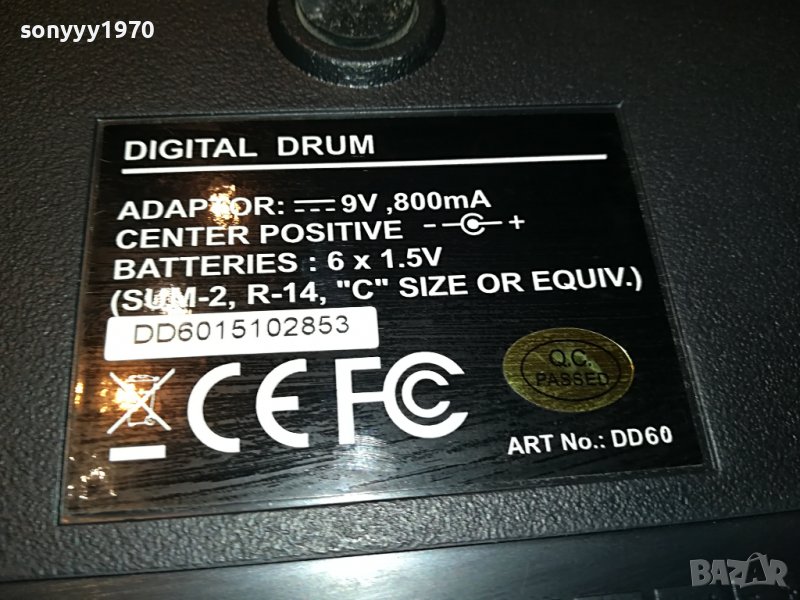 sonyyy1970
DIGITAL DRUM
ADAPTOR: 9V ,800mA
CENTER POSITIVE - +
BATTERIES : 6 x 1.5V
(SUM-2, R-14, "C" SIZE OR EQUIV.)
DD6015102853
CE FC
Q.C.
PASSED
ART No.: DD60
BAZAR